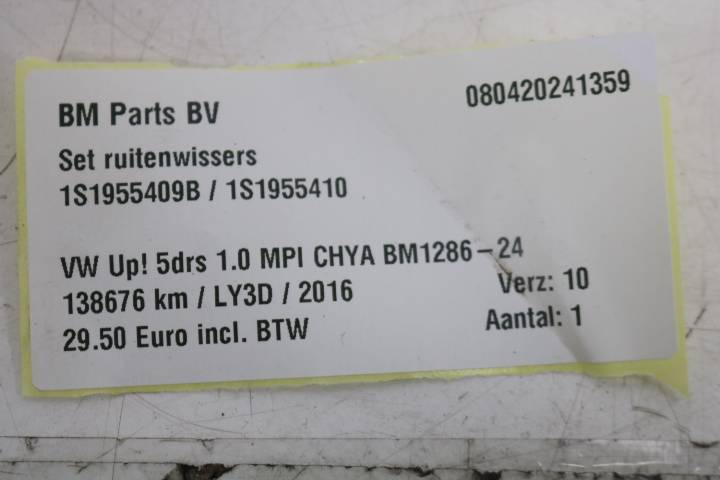 BM Parts BV 080420241359
Set ruitenwissers
1S1955409B / 1S1955410
VW Up! 5drs 1.0 MPI CHYA BM1286-24
138676 km / LY3D / 2016 Verz: 10
29.50 Euro incl. BTW Aantal: 1